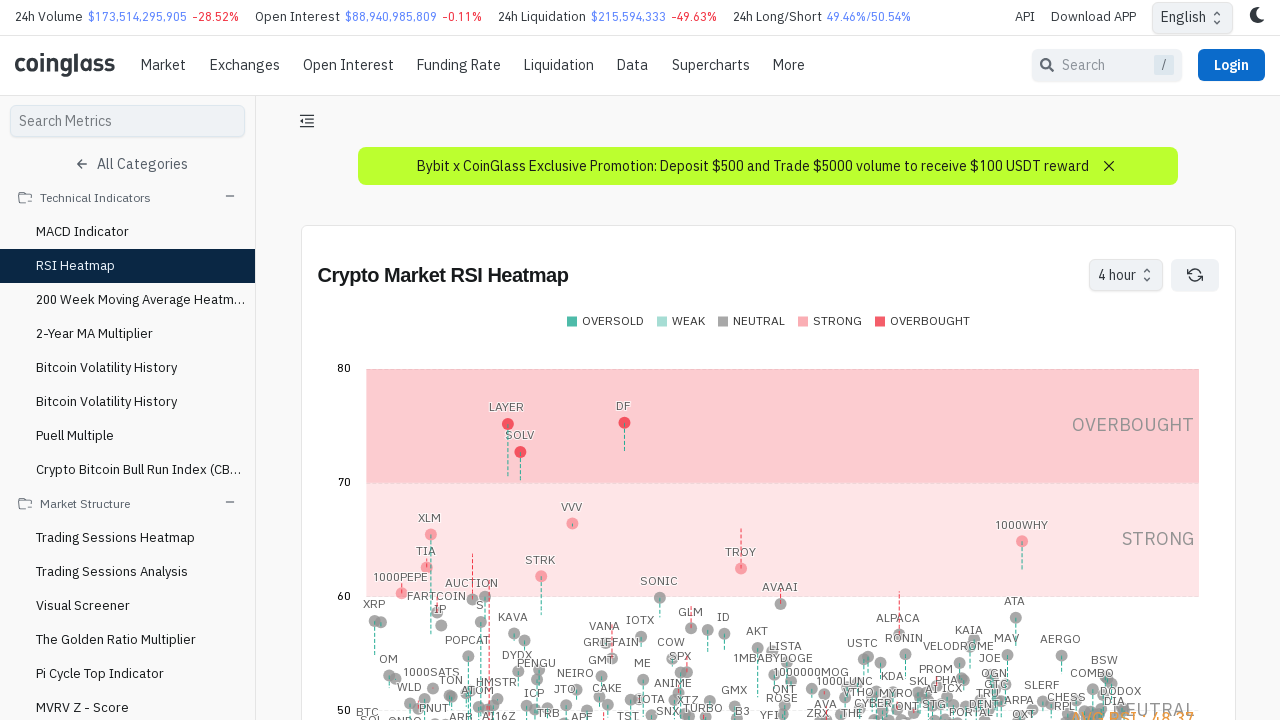 24h Volume $173,514,295,905 -28.52% Open Interest $88,940,985,809 -0.11% 24h Liquidation $215,594,333 -49.63% 24h Long/Short 49.46%/50.54% API Download APP English
coinglass Market Exchanges Open Interest Funding Rate Liquidation Data Supercharts More Search / Login
Search Metrics
All Categories
Technical Indicators
MACD Indicator
RSI Heatmap
200 Week Moving Average Heatm...
2-Year MA Multiplier
Bitcoin Volatility History
Bitcoin Volatility History
Puell Multiple
Crypto Bitcoin Bull Run Index (CB...
Market Structure
Trading Sessions Heatmap
Trading Sessions Analysis
Visual Screener
The Golden Ratio Multiplier
Pi Cycle Top Indicator
MVRV Z - Score
Bybit x CoinGlass Exclusive Promotion: Deposit $500 and Trade $5000 volume to receive $100 USDT reward
Crypto Market RSI Heatmap 4 hour
OVERSOLD WEAK NEUTRAL STRONG OVERBOUGHT
80
LAYER DF
OVERBOUGHT
SOLV
70
VVV
XLM 1000WHY
STRONG
TIA TROY
STRK
1000PEPE SONIC
AUCTION AVAAI
60 FARTCOIN
XRP IP S ATA
GLM
KAVA IOTX ID ALPACA
VANA AKT KAIA
POPCAT GRIFFAIN COW LISTA USTC RONIN MAV AERGO
VELODROME
OM DYDX GMT SPX 1MBABYDOGE JOE BSW
PENGU ME
1000SATS NEIRO 1000000MOG KDA PROM OGN COMBO
TON HMSTR ANIME 1000LUNC SKL PHA GTC SLERF
WLD ATOM ICP JTO CAKE GMX ONT VTHO MYRO AI ICX TRU DODOX
PNUT IOTA XTZ ROSE AVA CYBER STG DENT ARPA CHESS DIA
BTC TRB SNX TURBO B3 ONT RPL
50 ARB AI16Z APE TST YFI ZRX THE PORTAL OXT NEUTRAL